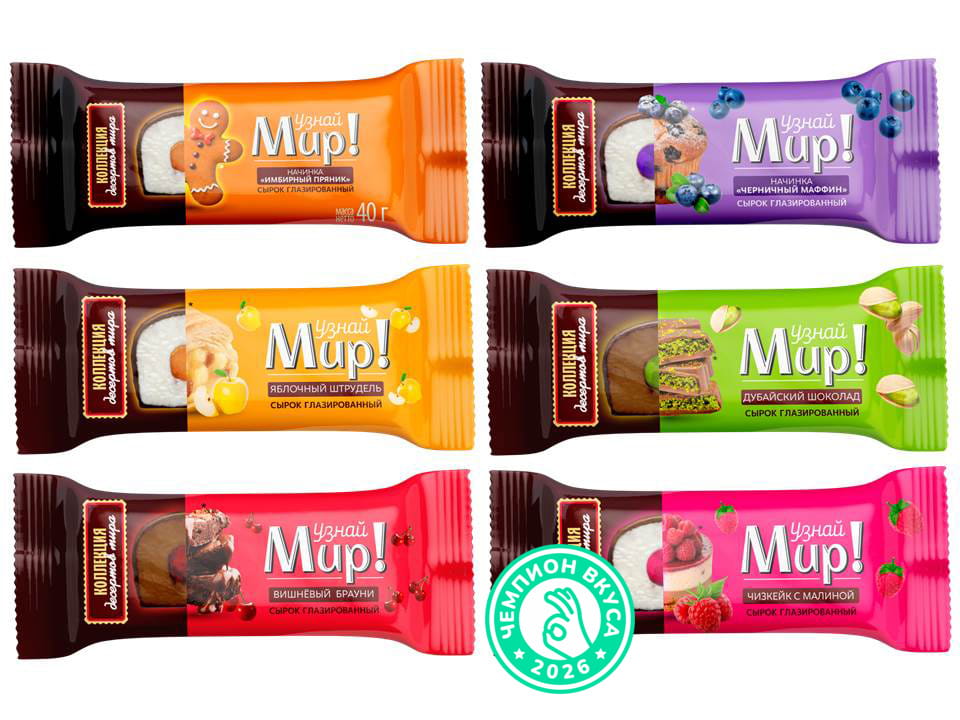 КОЛЛЕКЦИЯ
десертов мира
Узнай
Мир!
НАЧИНКА
«ИМБИРНЫЙ ПРЯНИК»
СЫРОК ГЛАЗИРОВАННЫЙ
масса
нетто 40 г
КОЛЛЕКЦИЯ
десертов мира
Узнай
Мир!
НАЧИНКА
«ЧЕРНИЧНЫЙ МАФФИН»
СЫРОК ГЛАЗИРОВАННЫЙ
КОЛЛЕКЦИЯ
десертов мира
Узнай
Мир!
ЯБЛОЧНЫЙ ШТРУДЕЛЬ
СЫРОК ГЛАЗИРОВАННЫЙ
КОЛЛЕКЦИЯ
десертов мира
Узнай
Мир!
ДУБАЙСКИЙ ШОКОЛАД
СЫРОК ГЛАЗИРОВАННЫЙ
КОЛЛЕКЦИЯ
десертов мира
Узнай
Мир!
ВИШНЁВЫЙ БРАУНИ
СЫРОК ГЛАЗИРОВАННЫЙ
Узнай
Мир!
ЧИЗКЕЙК С МАЛИНОЙ
СЫРОК ГЛАЗИРОВАННЫЙ
ЧЕМПИОН ВКУСА
2026